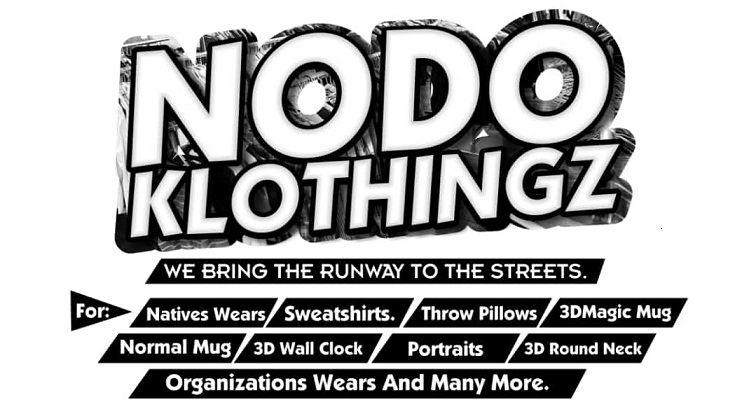 NODO
KLOTHINGZ
WE BRING THE RUNWAY TO THE STREETS.
For: Natives Wears Sweatshirts. Throw Pillows 3DMagic Mug
Normal Mug 3D Wall Clock Portraits 3D Round Neck
Organizations Wears And Many More.